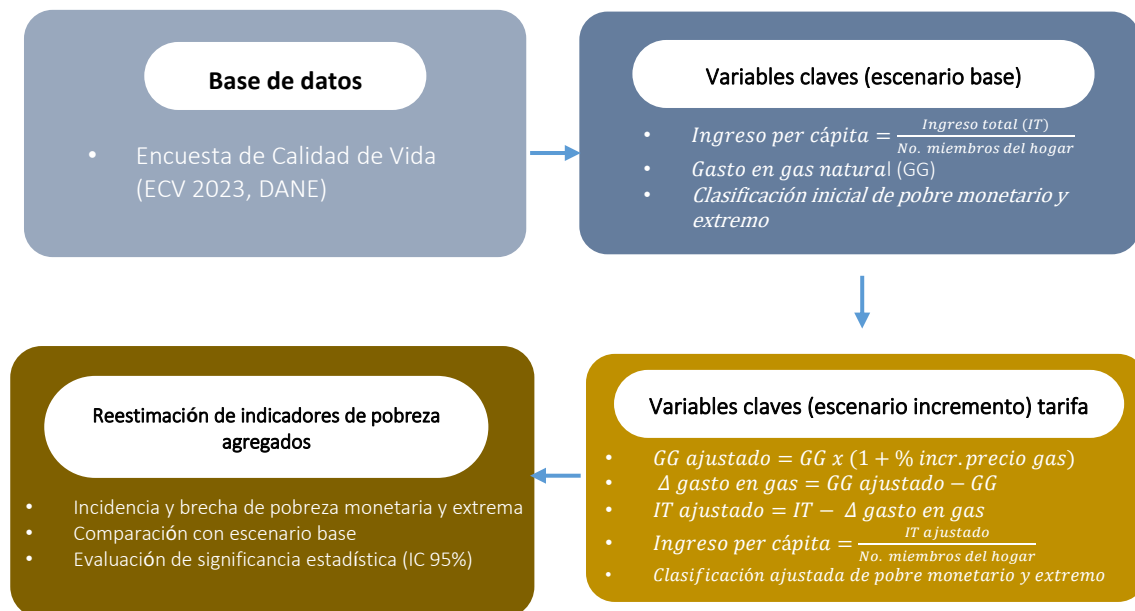 Base de datos
• Encuesta de Calidad de Vida
(ECV 2023, DANE)
Variables claves (escenario base)
• Ingreso per cápita = Ingreso total (IT) / No. miembros del hogar
• Gasto en gas natural (GG)
• Clasificación inicial de pobre monetario y
extremo
Variables claves (escenario incremento) tarifa
• GG ajustado = GG x (1 + % incr. precio gas)
• Δ gasto en gas = GG ajustado − GG
• IT ajustado = IT − Δ gasto en gas
• Ingreso per cápita = IT ajustado / No. miembros del hogar
• Clasificación ajustada de pobre monetario y extremo
Reestimación de indicadores de pobreza
agregados
• Incidencia y brecha de pobreza monetaria y extrema
• Comparación con escenario base
• Evaluación de significancia estadística (IC 95%)